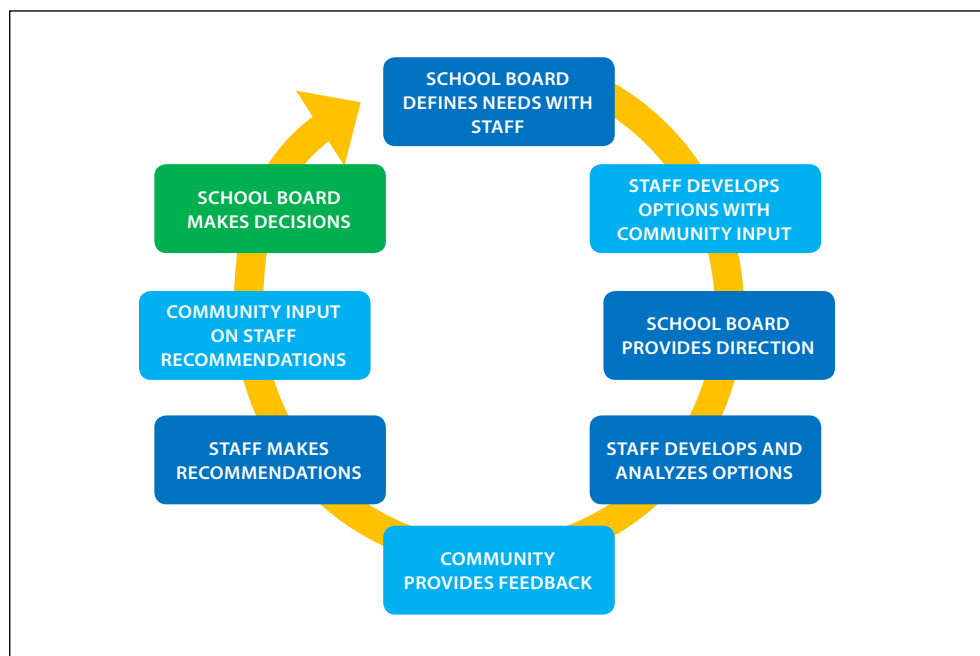 SCHOOL BOARD
DEFINES NEEDS WITH
STAFF
STAFF DEVELOPS
OPTIONS WITH
COMMUNITY INPUT
SCHOOL BOARD
PROVIDES DIRECTION
STAFF DEVELOPS AND
ANALYZES OPTIONS
COMMUNITY
PROVIDES FEEDBACK
STAFF MAKES
RECOMMENDATIONS
COMMUNITY INPUT
ON STAFF
RECOMMENDATIONS
SCHOOL BOARD
MAKES DECISIONS